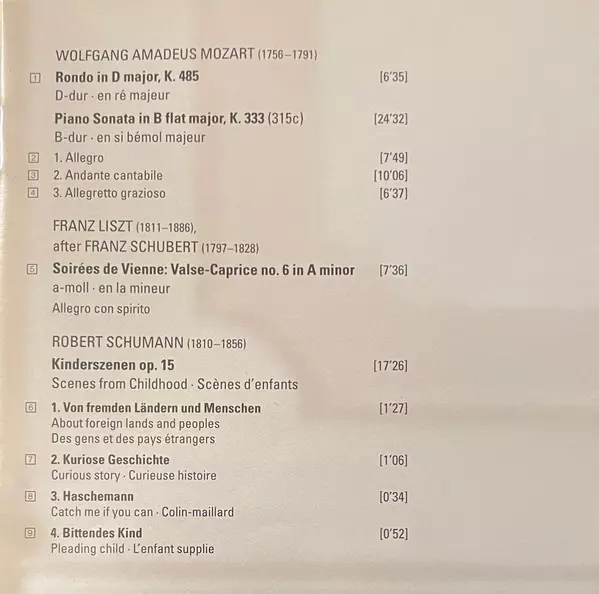 WOLFGANG AMADEUS MOZART (1756–1791)
1 Rondo in D major, K. 485 [6'35]
D-dur · en ré majeur
Piano Sonata in B flat major, K. 333 (315c) [24'32]
B-dur · en si bémol majeur
2 1. Allegro [7'49]
3 2. Andante cantabile [10'06]
4 3. Allegretto grazioso [6'37]
FRANZ LISZT (1811–1886),
after FRANZ SCHUBERT (1797–1828)
5 Soirées de Vienne: Valse-Caprice no. 6 in A minor [7'36]
a-moll · en la mineur
Allegro con spirito
ROBERT SCHUMANN (1810–1856)
Kinderszenen op. 15 [17'26]
Scenes from Childhood · Scènes d'enfants
6 1. Von fremden Ländern und Menschen [1'27]
About foreign lands and peoples
Des gens et des pays étrangers
7 2. Kuriose Geschichte [1'06]
Curious story · Curieuse histoire
8 3. Haschemann [0'34]
Catch me if you can · Colin-maillard
9 4. Bittendes Kind [0'52]
Pleading child · L'enfant supplie